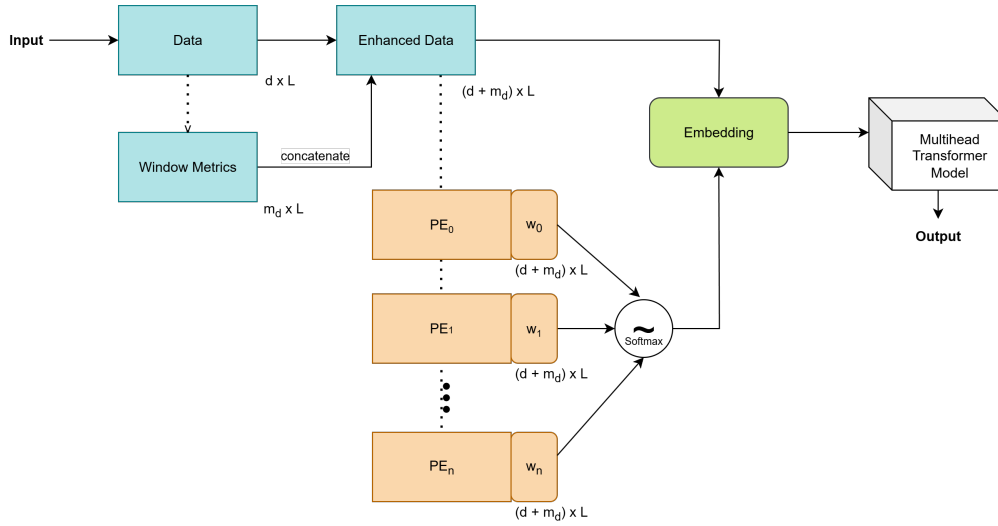 Input
Data
Enhanced Data
d x L
(d + m_d) x L
Embedding
Multihead
Transformer
Model
Window Metrics
concatenate
m_d x L
Output
PE_0
w_0
(d + m_d) x L
PE_1
w_1
~
Softmax
(d + m_d) x L
PE_n
w_n
(d + m_d) x L